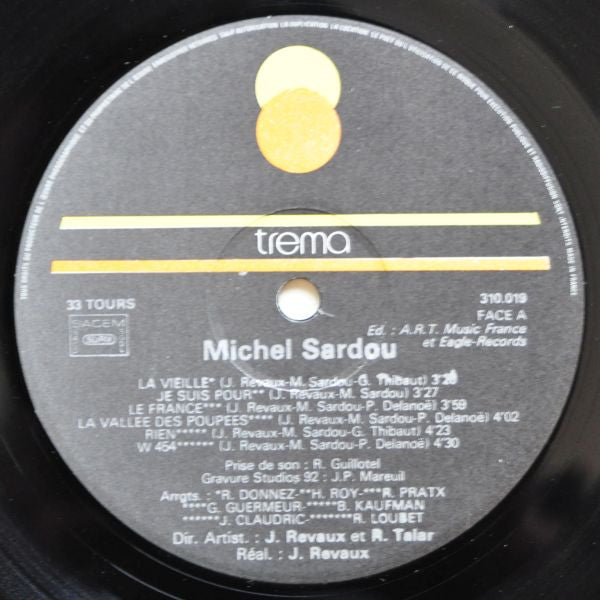 trema
33 TOURS
310.019
FACE A
SACEM
Ed. : A.R.T. Music France
et Eagle-Records
Michel Sardou
LA VIEILLE* (J. Revaux-M. Sardou-G. Thibaut) 3'28
JE SUIS POUR** (J. Revaux-M. Sardou) 3'27
LE FRANCE*** (J. Revaux-M. Sardou-P. Delanoë) 3'59
LA VALLEE DES POUPEES**** (J. Revaux-M. Sardou-P. Delanoë) 4'02
RIEN***** (J. Revaux-M. Sardou-G. Thibaut) 4'23
W 454****** (J. Revaux-M. Sardou-P. Delanoë) 4'30
Prise de son : R. Guillotel
Gravure Studios 92 : J.P. Mareuil
Arrgts. : *R. DONNEZ-**H. ROY-***R. PRATX
****G. GUERMEUR-*****B. KAUFMAN
******J. CLAUDRIC-*******R. LOUBET
Dir. Artist. : J. Revaux et R. Talar
Réal. : J. Revaux